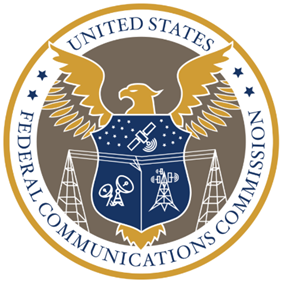 UNITED STATES
FEDERAL COMMUNICATIONS COMMISSION